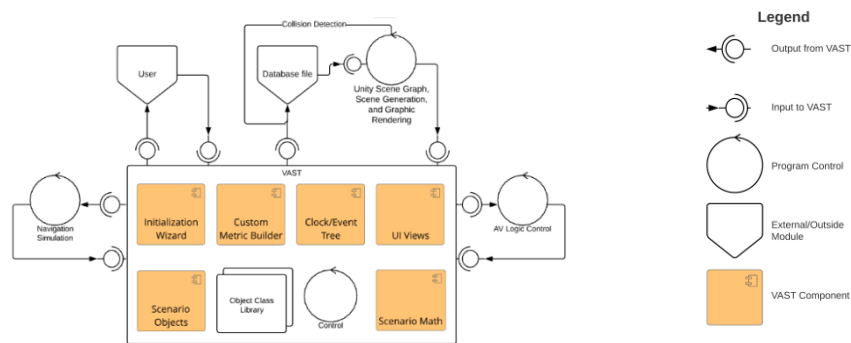 Collision Detection
Legend
User
Database file
Output from VAST
Unity Scene Graph,
Scene Generation,
and Graphic
Rendering
Input to VAST
Program Control
VAST
Initialization
Wizard
Custom
Metric Builder
Clock/Event
Tree
UI Views
Navigation
Simulation
AV Logic Control
External/Outside
Module
Scenario
Objects
Object Class
Library
Control
Scenario Math
VAST Component